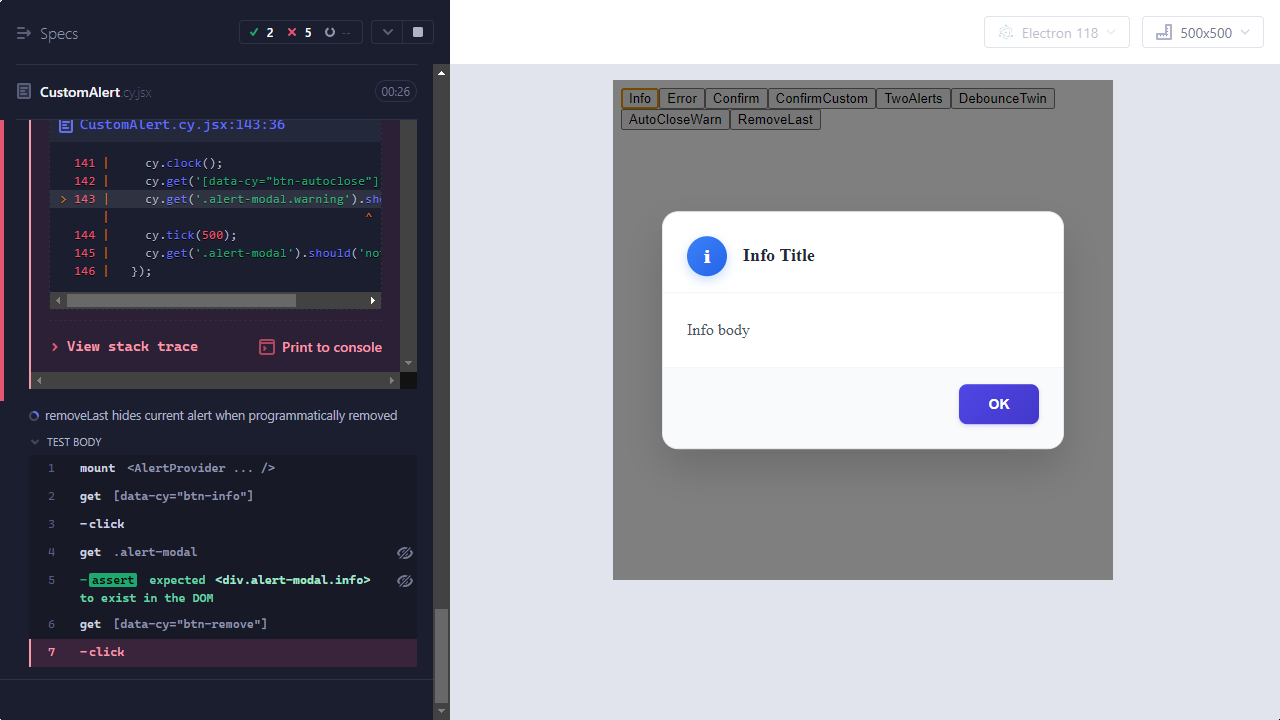 Specs
2
5
--
CustomAlert.cy.jsx
00:26
CustomAlert.cy.jsx:143:36
141 |     cy.clock();
142 |     cy.get('[data-cy="btn-autoclose"]
> 143 |     cy.get('.alert-modal.warning').sho
|                                    ^
144 |     cy.tick(500);
145 |     cy.get('.alert-modal').should('not
146 |   });
> View stack trace
Print to console
removeLast hides current alert when programmatically removed
TEST BODY
1 mount <AlertProvider ... />
2 get [data-cy="btn-info"]
3 -click
4 get .alert-modal
5 -assert expected <div.alert-modal.info>
to exist in the DOM
6 get [data-cy="btn-remove"]
7 -click
Electron 118
500x500
Info Error Confirm ConfirmCustom TwoAlerts DebounceTwin
AutoCloseWarn RemoveLast
i
Info Title
Info body
OK